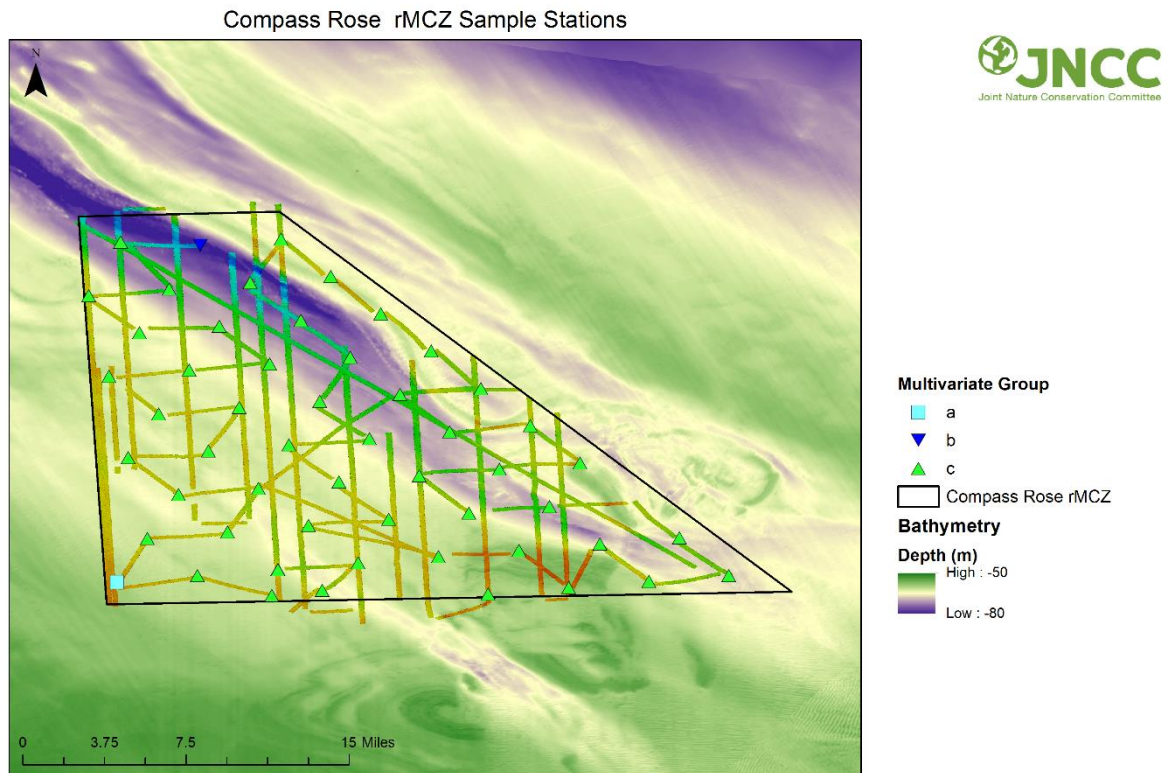 Compass Rose rMCZ Sample Stations
N
JNCC
Joint Nature Conservation Committee
Multivariate Group
a
b
c
Compass Rose rMCZ
Bathymetry
Depth (m)
High : -50
Low : -80
0 3.75 7.5 15 Miles